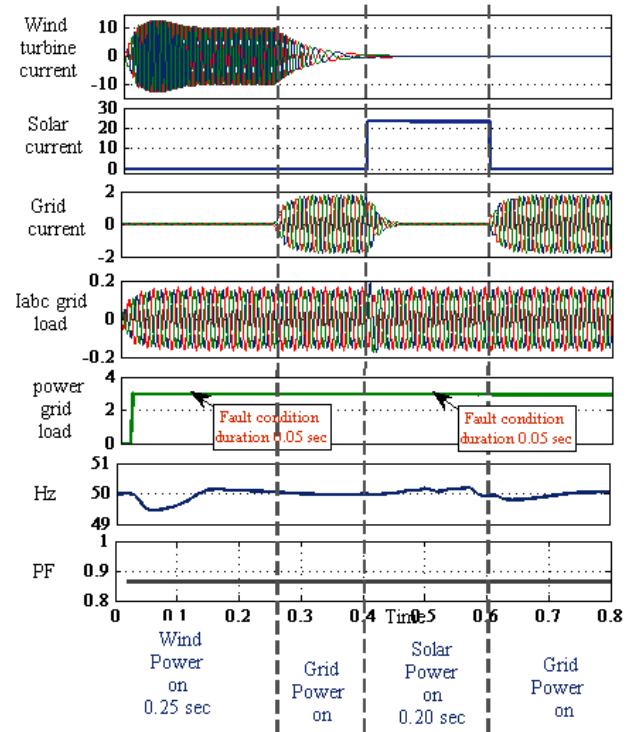 Wind
turbine
current
10
0
-10
Solar
current
30
20
10
0
Grid
current
2
0
-2
Iabc grid
load
0.2
0
-0.2
power
grid
load
4
2
0
Fault condition
duration 0.05 sec
Fault condition
duration 0.05 sec
Hz
51
50
49
PF
1
0.9
0.8
0 0.1 0.2 0.3 0.4 0.5 0.6 0.7 0.8
Time
Wind
Power
on
0.25 sec
Grid
Power
on
Solar
Power
on
0.20 sec
Grid
Power
on